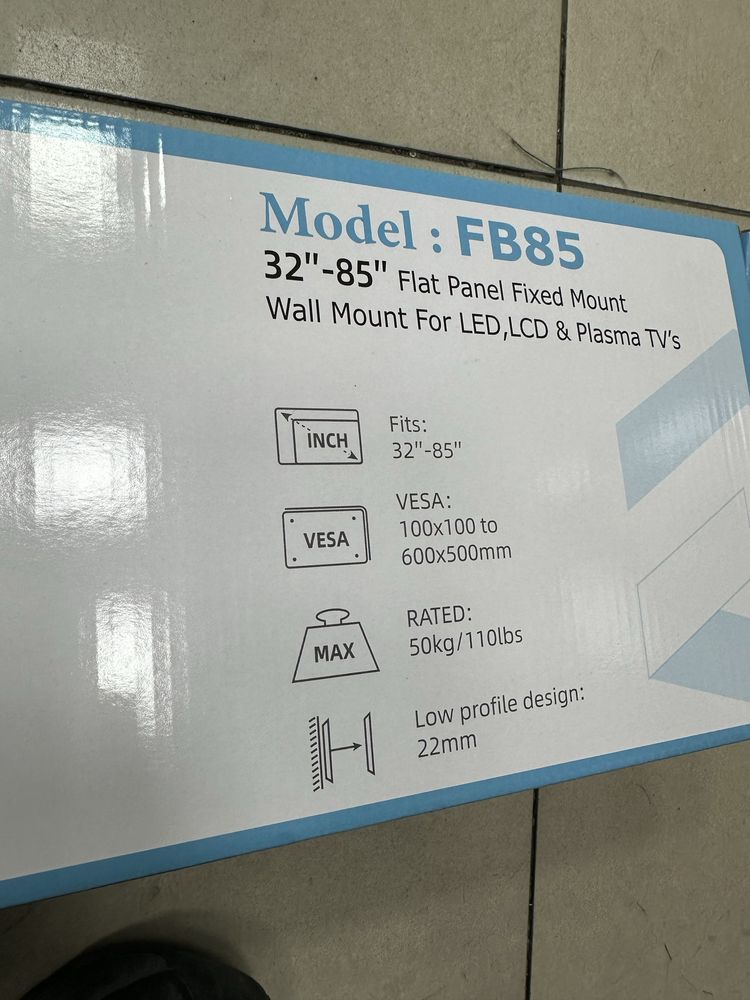 Model : FB85
32"-85" Flat Panel Fixed Mount
Wall Mount For LED,LCD & Plasma TV's
INCH
Fits:
32"-85"
VESA
VESA:
100x100 to
600x500mm
MAX
RATED:
50kg/110lbs
Low profile design:
22mm